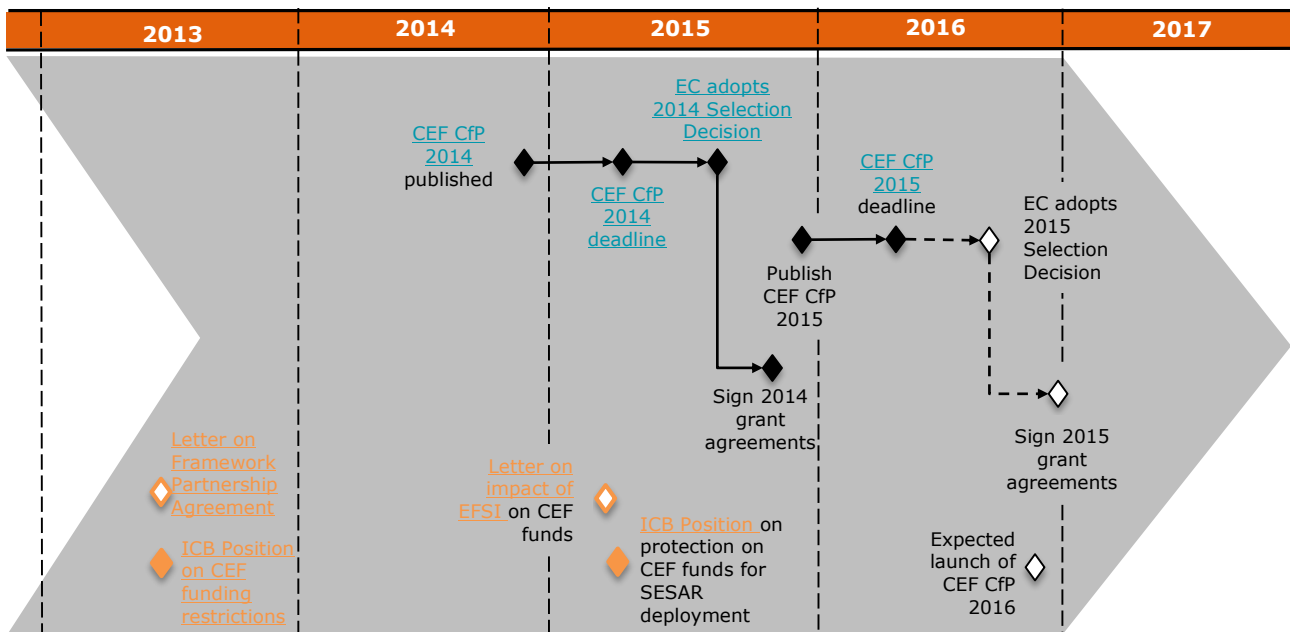 2013
2014
2015
2016
2017
CEF CfP
2014
published
CEF CfP
2014
deadline
EC adopts
2014 Selection
Decision
Sign 2014
grant
agreements
Publish
CEF CfP
2015
CEF CfP
2015
deadline
EC adopts
2015
Selection
Decision
Sign 2015
grant
agreements
Letter on
Framework
Partnership
Agreement
ICB Position
on CEF
funding
restrictions
Letter on
impact of
EFSI on CEF
funds
ICB Position on
protection on
CEF funds for
SESAR
deployment
Expected
launch of
CEF CfP
2016